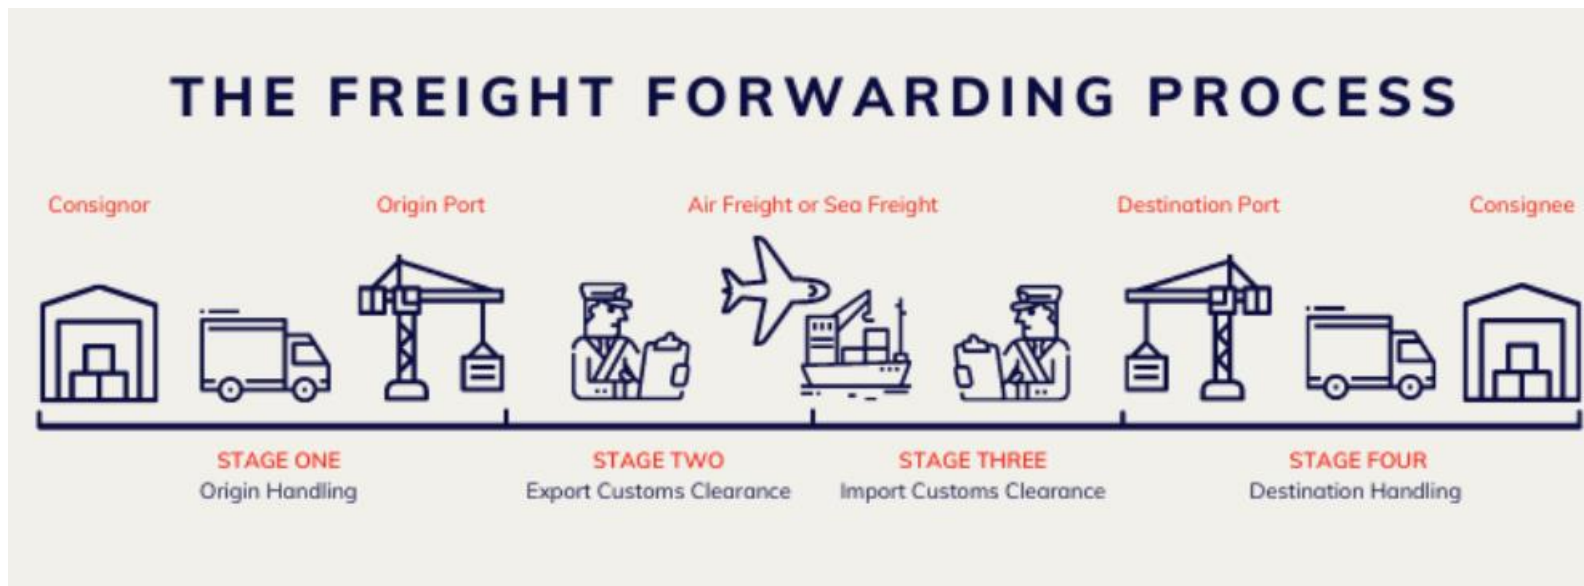 THE FREIGHT FORWARDING PROCESS
Consignor
Origin Port
Air Freight or Sea Freight
Destination Port
Consignee
STAGE ONE
Origin Handling
STAGE TWO
Export Customs Clearance
STAGE THREE
Import Customs Clearance
STAGE FOUR
Destination Handling